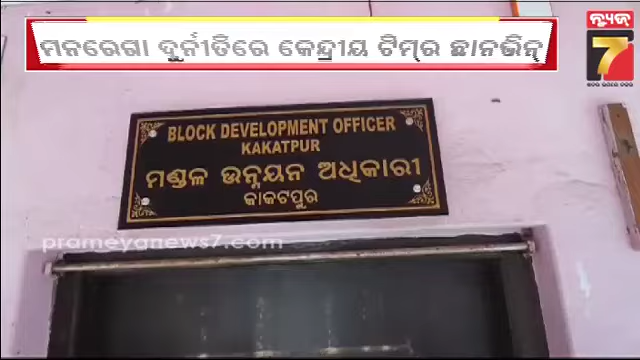 ମନରେଗା ଦୁର୍ନୀତିରେ କେନ୍ଦ୍ରୀୟ ଟିମ୍‌ର ଛାନଭିନ୍
ନ୍ୟୁଜ୍
7
BLOCK DEVELOPMENT OFFICER
KAKATPUR
ମଣ୍ଡଳ ଉନ୍ନୟନ ଅଧିକାରୀ
କାକଟପୁର
prameyanews7.com